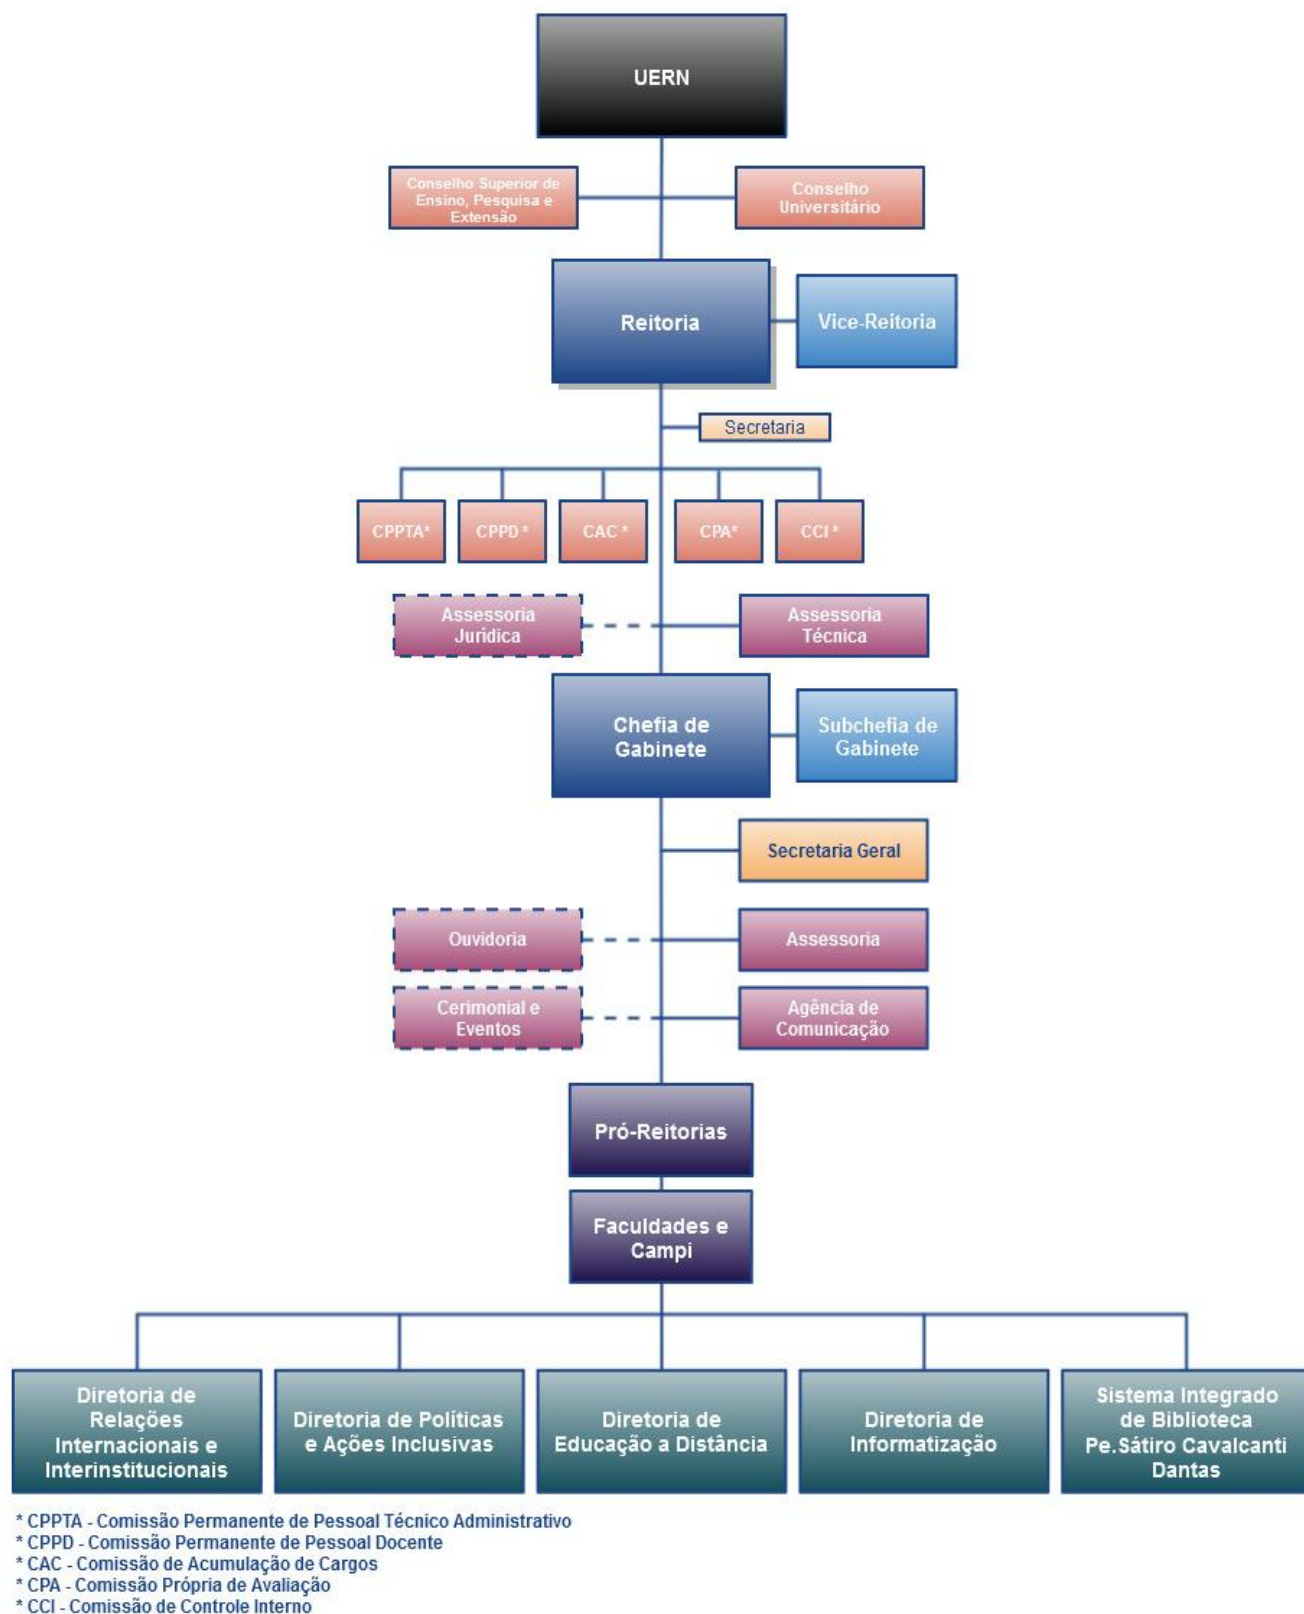 UERN
Conselho Superior de
Ensino, Pesquisa e
Extensão
Conselho
Universitário
Reitoria
Vice-Reitoria
Secretaria
CPPTA*
CPPD *
CAC *
CPA*
CCI *
Assessoria
Jurídica
Assessoria
Técnica
Chefia de
Gabinete
Subchefia de
Gabinete
Secretaria Geral
Ouvidoria
Assessoria
Cerimonial e
Eventos
Agência de
Comunicação
Pró-Reitorias
Faculdades e
Campi
Diretoria de
Relações
Internacionais e
Interinstitucionais
Diretoria de Políticas
e Ações Inclusivas
Diretoria de
Educação a Distância
Diretoria de
Informatização
Sistema Integrado
de Biblioteca
Pe.Sátiro Cavalcanti
Dantas
* CPPTA - Comissão Permanente de Pessoal Técnico Administrativo
* CPPD - Comissão Permanente de Pessoal Docente
* CAC - Comissão de Acumulação de Cargos
* CPA - Comissão Própria de Avaliação
* CCI - Comissão de Controle Interno